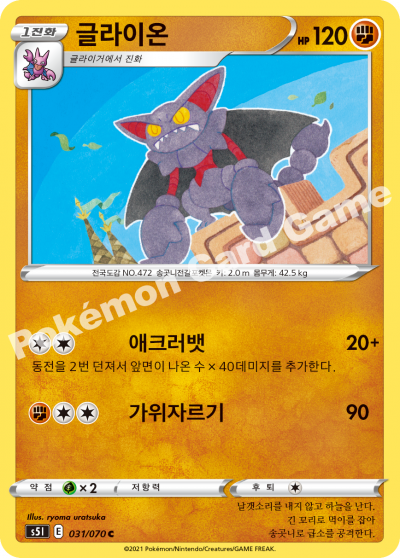 1진화 글라이온 HP 120
글라이거에서 진화
전국도감 NO.472 송곳니전갈포켓몬 키: 2.0 m 몸무게: 42.5 kg
Pokémon Card Game
애크러뱃 20+
동전을 2번 던져서 앞면이 나온 수 × 40데미지를 추가한다.
가위자르기 90
약점 ×2 저항력 후퇴
Illus. ryoma uratsuka
s5I E 031/070 C
날갯소리를 내지 않고 하늘을 난다.
긴 꼬리로 먹이를 잡아
송곳니로 급소를 공격한다.
©2021 Pokémon/Nintendo/Creatures/GAME FREAK.